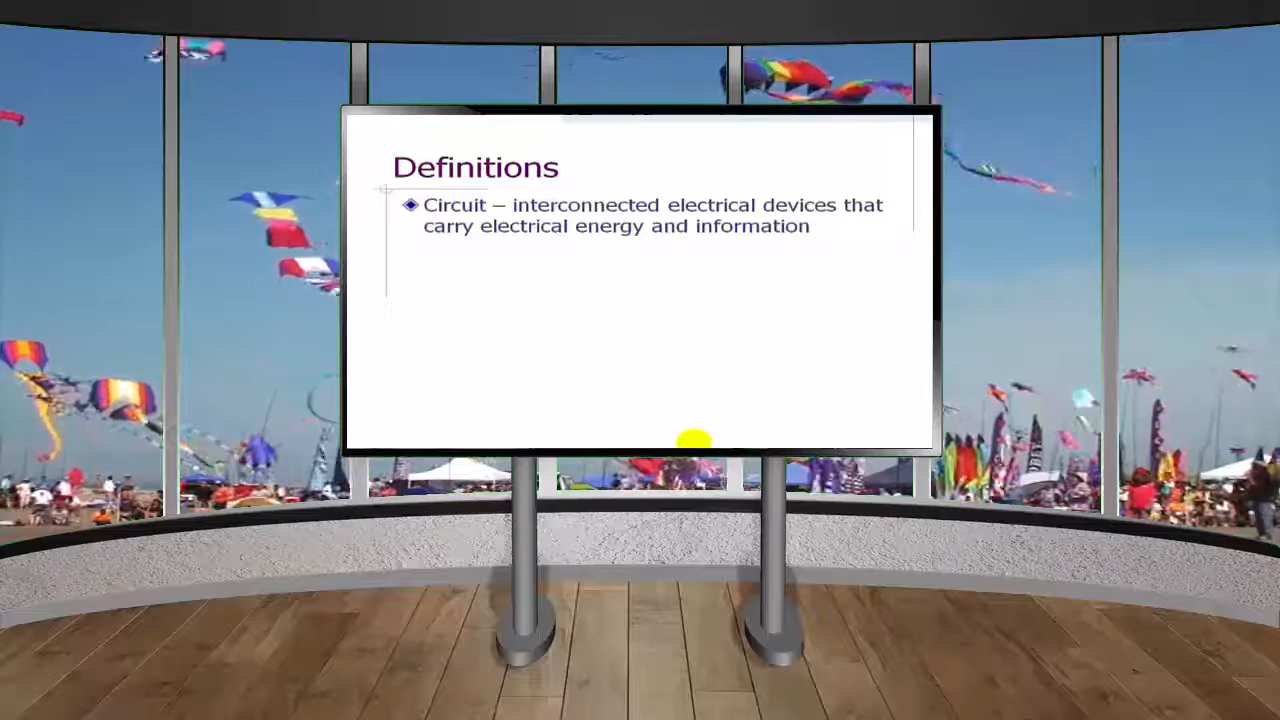 Definitions
Circuit – interconnected electrical devices that
carry electrical energy and information